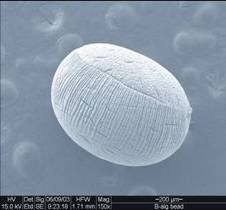 HV Det Sig 06/09/03 HFW Mag —200 µm—
15.0 kV Etd SE 9:23:18 1.71 mm 150x B-alg bead